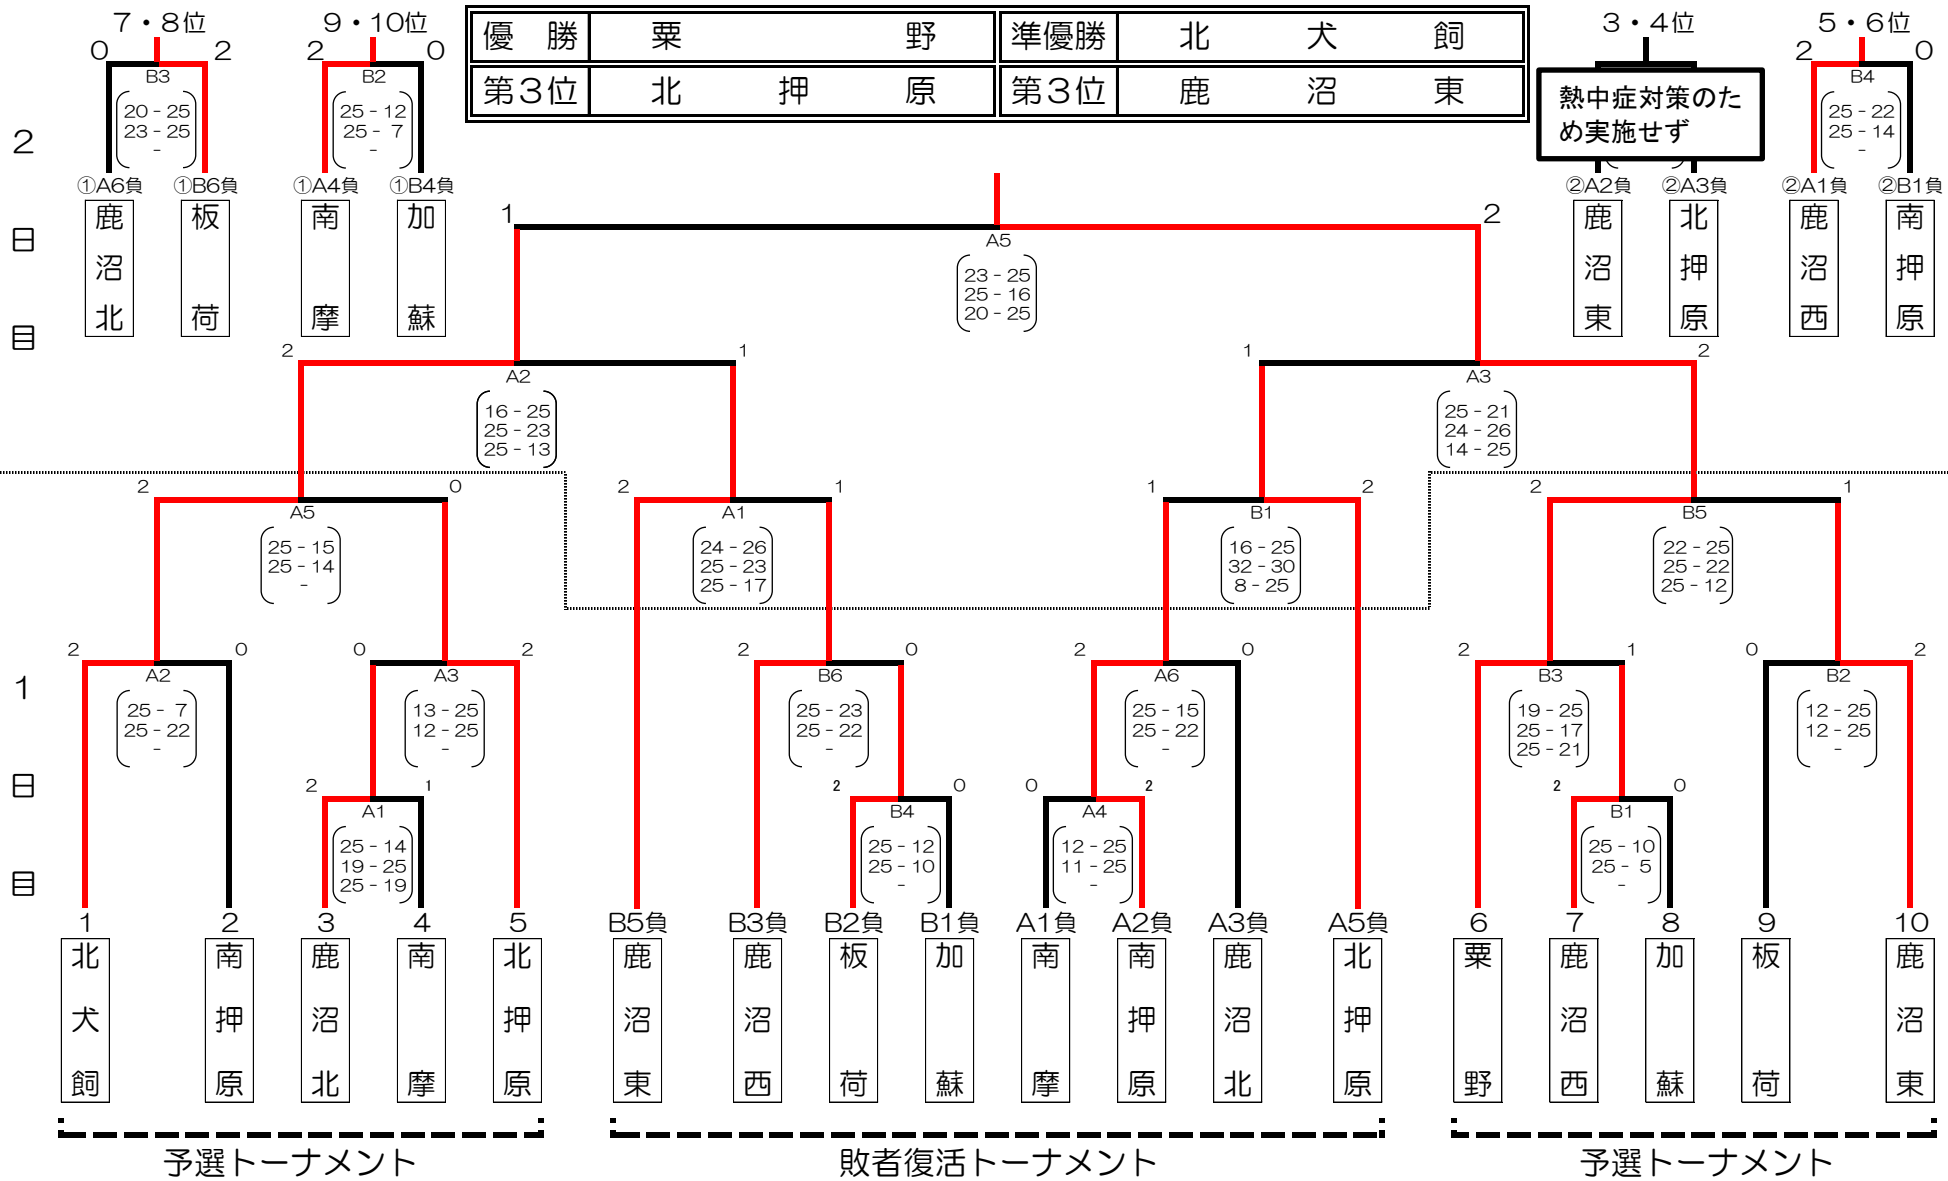 7・8位
9・10位
優勝 粟野 準優勝 北犬飼
第3位 北押原 第3位 鹿沼東
3・4位
5・6位
0 2
B3
20 - 25
23 - 25
-
①A6負 ①B6負
鹿沼北
板荷
2 0
B2
25 - 12
25 - 7
-
①A4負 ①B4負
南摩
加蘇
熱中症対策のた
め実施せず
②A2負 ②A3負
鹿沼東
北押原
2 0
B4
25 - 22
25 - 14
-
②A1負 ②B1負
鹿沼西
南押原
2日目
1 2
A5
23 - 25
25 - 16
20 - 25
2 1
A2
16 - 25
25 - 23
25 - 13
1 2
A3
25 - 21
24 - 26
14 - 25
2 0
A5
25 - 15
25 - 14
-
2 1
A1
24 - 26
25 - 23
25 - 17
1 2
B1
16 - 25
32 - 30
8 - 25
2 1
B5
22 - 25
25 - 22
25 - 12
1日目
2 0
A2
25 - 7
25 - 22
-
0 2
A3
13 - 25
12 - 25
-
2 0
B6
25 - 23
25 - 22
-
2 0
A6
25 - 15
25 - 22
-
2 1
B3
19 - 25
25 - 17
25 - 21
0 2
B2
12 - 25
12 - 25
-
2 1
A1
25 - 14
19 - 25
25 - 19
2 0
B4
25 - 12
25 - 10
-
0 2
A4
12 - 25
11 - 25
-
2 0
B1
25 - 10
25 - 5
-
1 2 3 4 5 B5負 B3負 B2負 B1負 A1負 A2負 A3負 A5負 6 7 8 9 10
北犬飼
南押原
鹿沼北
南摩
北押原
鹿沼東
鹿沼西
板荷
加蘇
南摩
南押原
鹿沼北
北押原
粟野
鹿沼西
加蘇
板荷
鹿沼東
予選トーナメント 敗者復活トーナメント 予選トーナメント